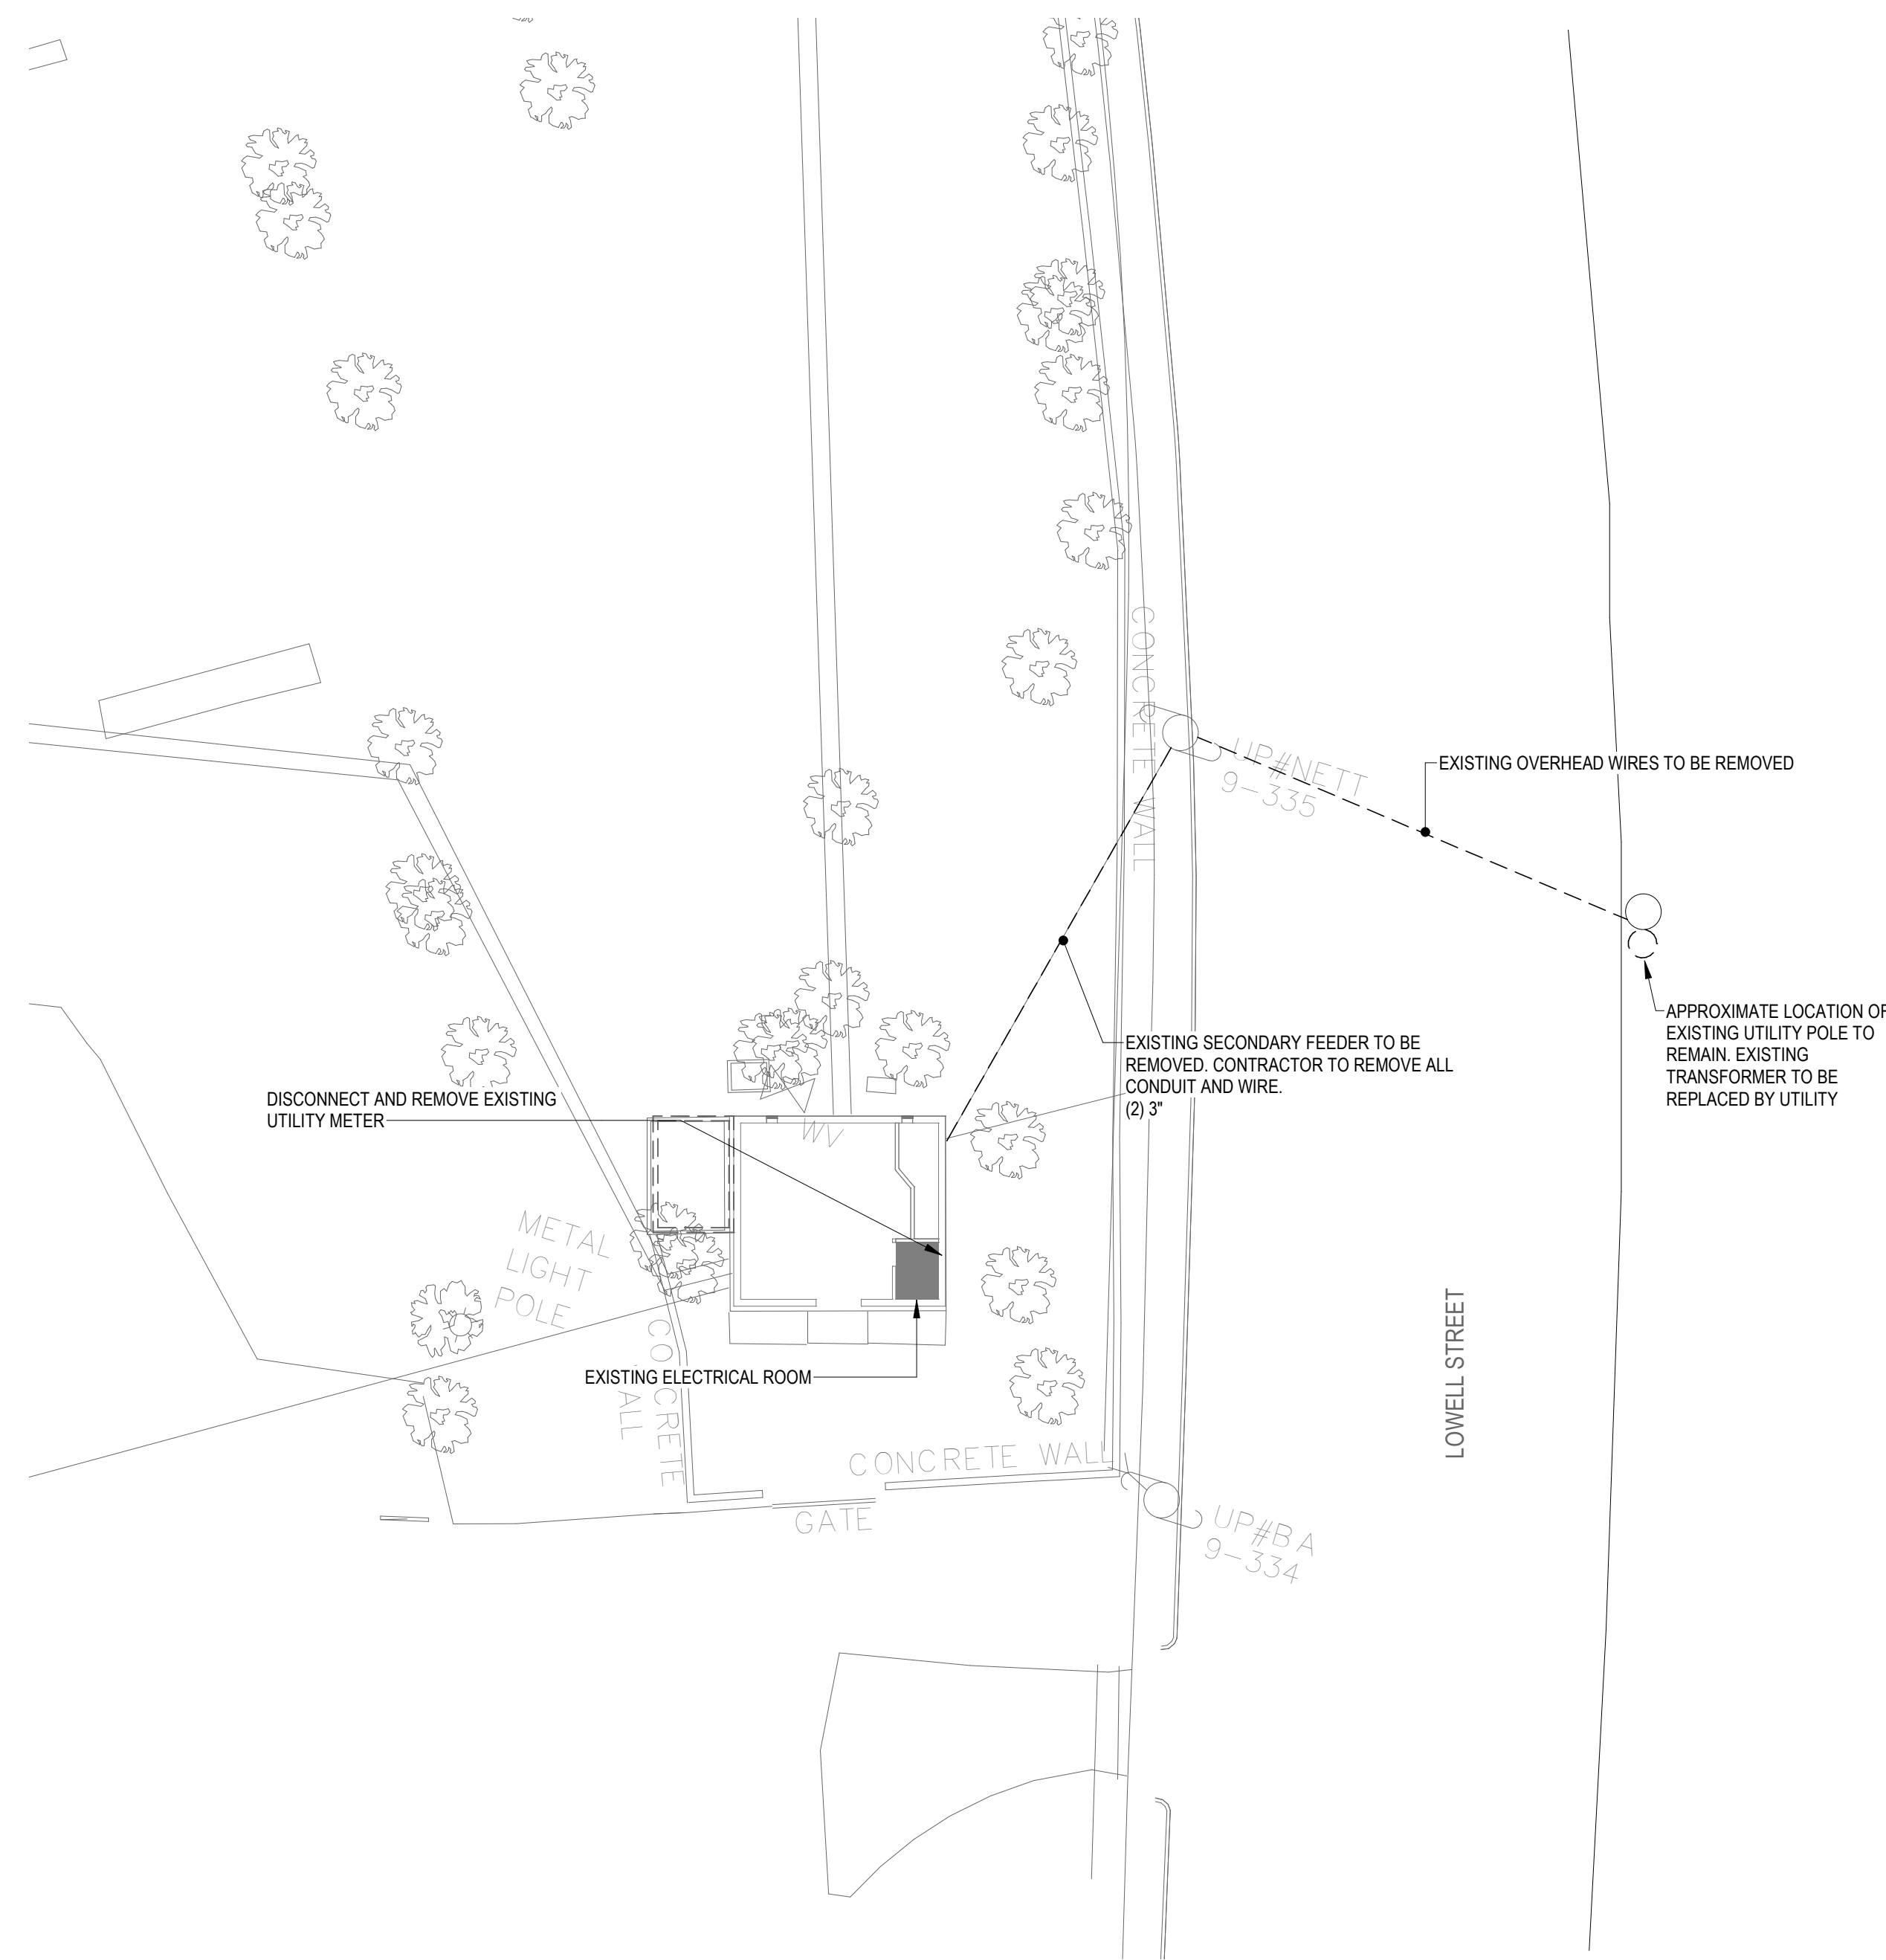 CONCRETE WALL
UP#NETT
9-335
EXISTING OVERHEAD WIRES TO BE REMOVED
APPROXIMATE LOCATION OF
EXISTING UTILITY POLE TO
REMAIN. EXISTING
TRANSFORMER TO BE
REPLACED BY UTILITY
EXISTING SECONDARY FEEDER TO BE
REMOVED. CONTRACTOR TO REMOVE ALL
CONDUIT AND WIRE.
(2) 3"
DISCONNECT AND REMOVE EXISTING
UTILITY METER
WV
METAL
LIGHT
POLE
EXISTING ELECTRICAL ROOM
CO CRETE
ALL
CONCRETE WALL
GATE
UP#BA
9-334
LOWELL STREET